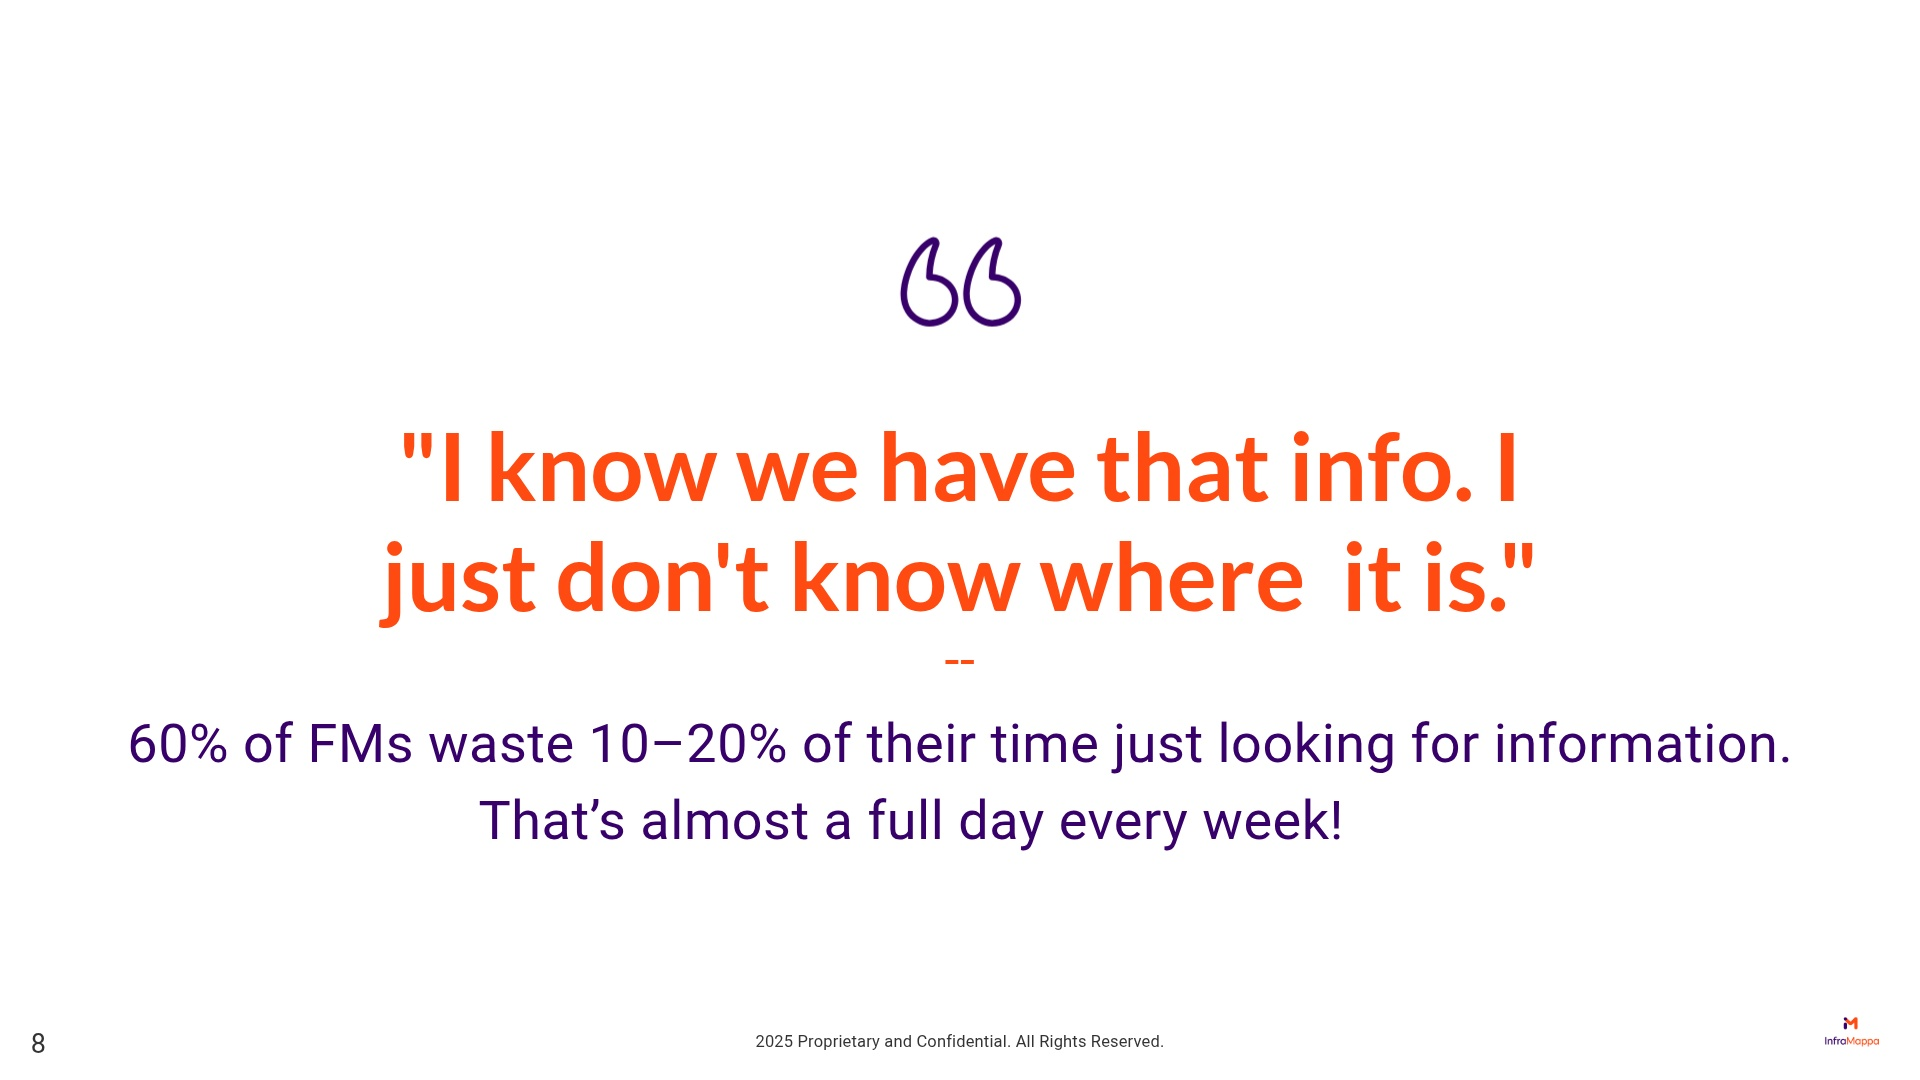 "I know we have that info. I
just don't know where  it is."
--
60% of FMs waste 10–20% of their time just looking for information.
That’s almost a full day every week!
8
2025 Proprietary and Confidential. All Rights Reserved.
InfraMappa